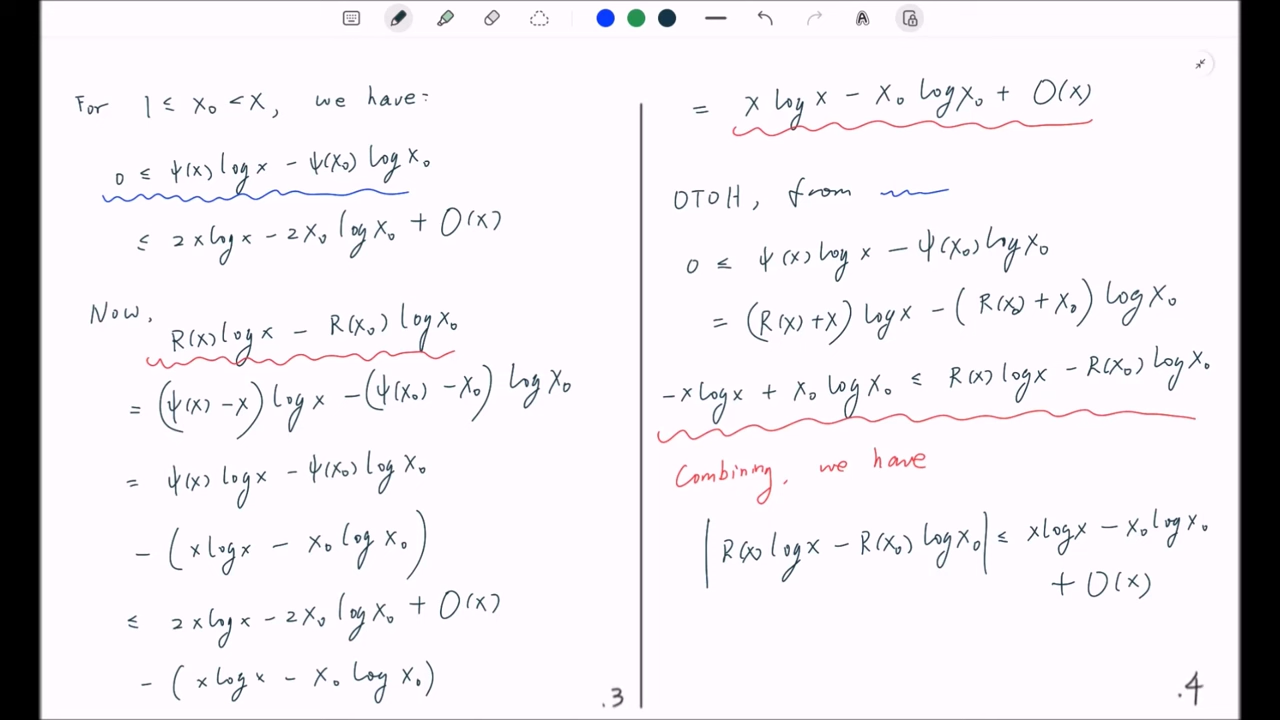 For 1 ≤ x₀ < x, we have:
0 ≤ ψ(x) log x − ψ(x₀) log x₀
≤ 2x log x − 2x₀ log x₀ + O(x)
Now,
R(x) log x − R(x₀) log x₀
= (ψ(x) − x) log x − (ψ(x₀) − x₀) log x₀
= ψ(x) log x − ψ(x₀) log x₀
− (x log x − x₀ log x₀)
≤ 2x log x − 2x₀ log x₀ + O(x)
− (x log x − x₀ log x₀)
.3
= x log x − x₀ log x₀ + O(x)
OTOH, from
0 ≤ ψ(x) log x − ψ(x₀) log x₀
= (R(x) + x) log x − (R(x₀) + x₀) log x₀
−x log x + x₀ log x₀ ≤ R(x) log x − R(x₀) log x₀
Combining, we have
|R(x) log x − R(x₀) log x₀| ≤ x log x − x₀ log x₀
+ O(x)
.4